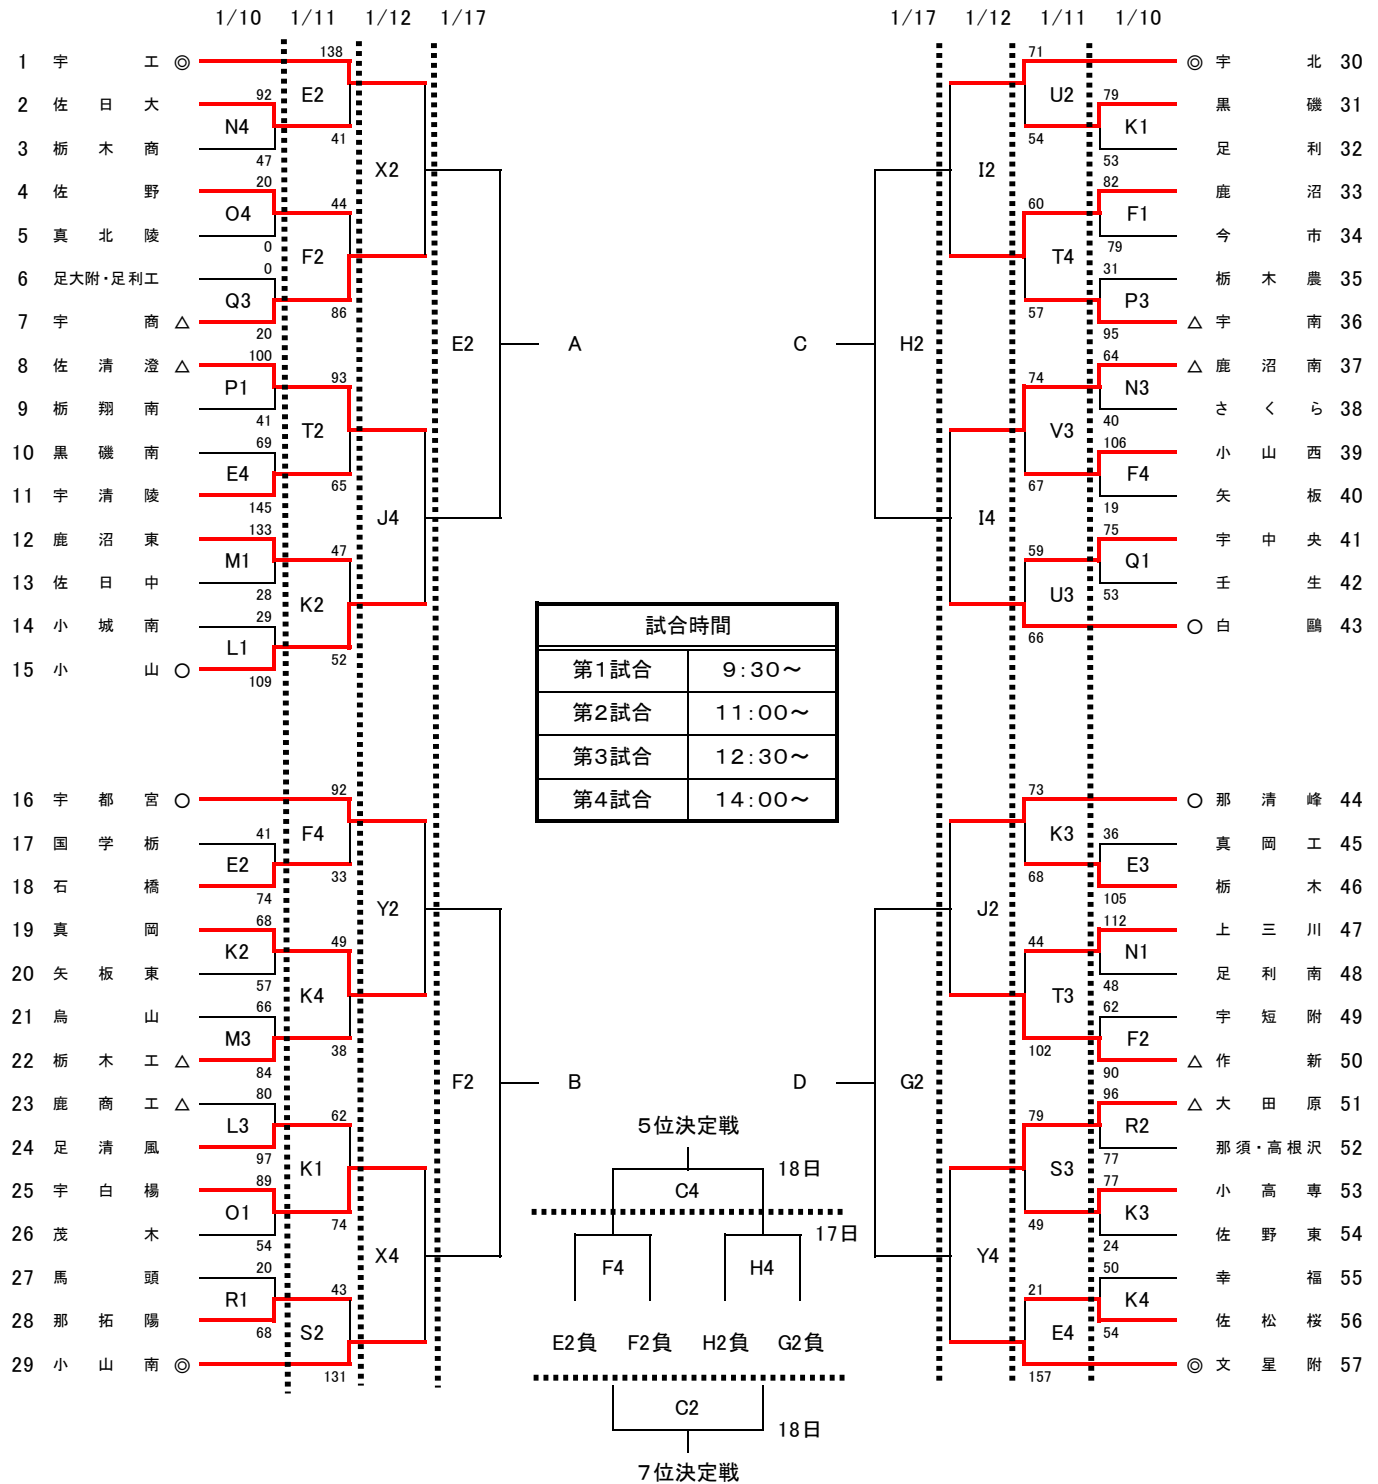 1/10 1/11 1/12 1/17 1/17 1/12 1/11 1/10
138 71
1 宇 工 ◎ ◎ 宇 北 30
92 E2 U2 79
2 佐 日 大 黒 磯 31
N4 K1
41 54
3 栃 木 商 足 利 32
47 53
X2 I2
20 82
4 佐 野 鹿 沼 33
44 60
O4 F1
5 真 北 陵 今 市 34
0 79
F2 T4
0 31
6 足大附・足利工 栃 木 農 35
Q3 P3
86 57
7 宇 商 △ △ 宇 南 36
20 95
E2 A C H2
100 64
8 佐 清 澄 △ △ 鹿 沼 南 37
93 74
P1 N3
9 栃 翔 南 さ く ら 38
41 40
T2 V3
69 106
10 黒 磯 南 小 山 西 39
E4 F4
65 67
11 宇 清 陵 矢 板 40
145 19
J4 I4
133 75
12 鹿 沼 東 宇 中 央 41
47 59
M1 Q1
13 佐 日 中 壬 生 42
28 53
K2 U3
29
14 小 城 南 ○ 白 鷗 43
66
L1
52
15 小 山 ○
109
試合時間
第1試合 9:30～
第2試合 11:00～
第3試合 12:30～
第4試合 14:00～
92 73
16 宇 都 宮 ○ ○ 那 清 峰 44
41 F4 K3 36
17 国 学 栃 真 岡 工 45
E2 E3
33 68
18 石 橋 栃 木 46
74 105
Y2 J2
68 112
19 真 岡 上 三 川 47
49 44
K2 N1
20 矢 板 東 足 利 南 48
57 48
K4 T3
66 62
21 烏 山 宇 短 附 49
M3 F2
38 102
22 栃 木 工 △ △ 作 新 50
84 90
F2 B D G2
80 96
23 鹿 商 工 △ △ 大 田 原 51
62 79
L3 R2
5位決定戦
24 足 清 風 那須・高根沢 52
97 77
K1 S3
18日
89 77
25 宇 白 楊 小 高 専 53
C4
O1 K3
74 49
26 茂 木 佐 野 東 54
17日
54 24
X4 Y4
F4 H4
20 50
27 馬 頭 幸 福 55
43 21
R1 K4
28 那 拓 陽 佐 松 桜 56
68 54
S2 E4
E2負 F2負 H2負 G2負
29 小 山 南 ◎ ◎ 文 星 附 57
131 157
C2
18日
7位決定戦